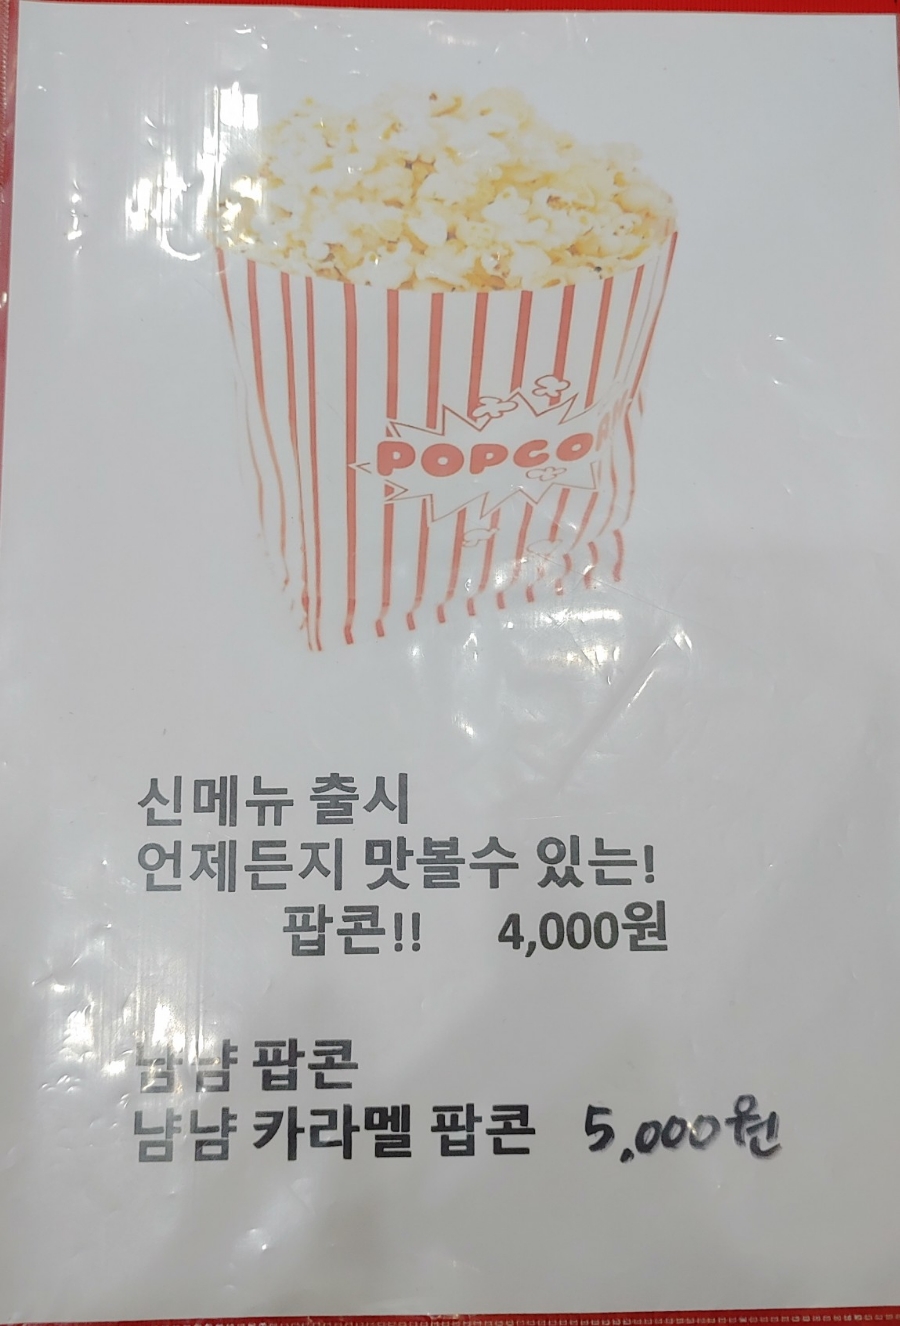 POPCORN
신메뉴 출시
언제든지 맛볼수 있는!
팝콘!! 4,000원
냠냠 팝콘
냠냠 카라멜 팝콘 5,000원